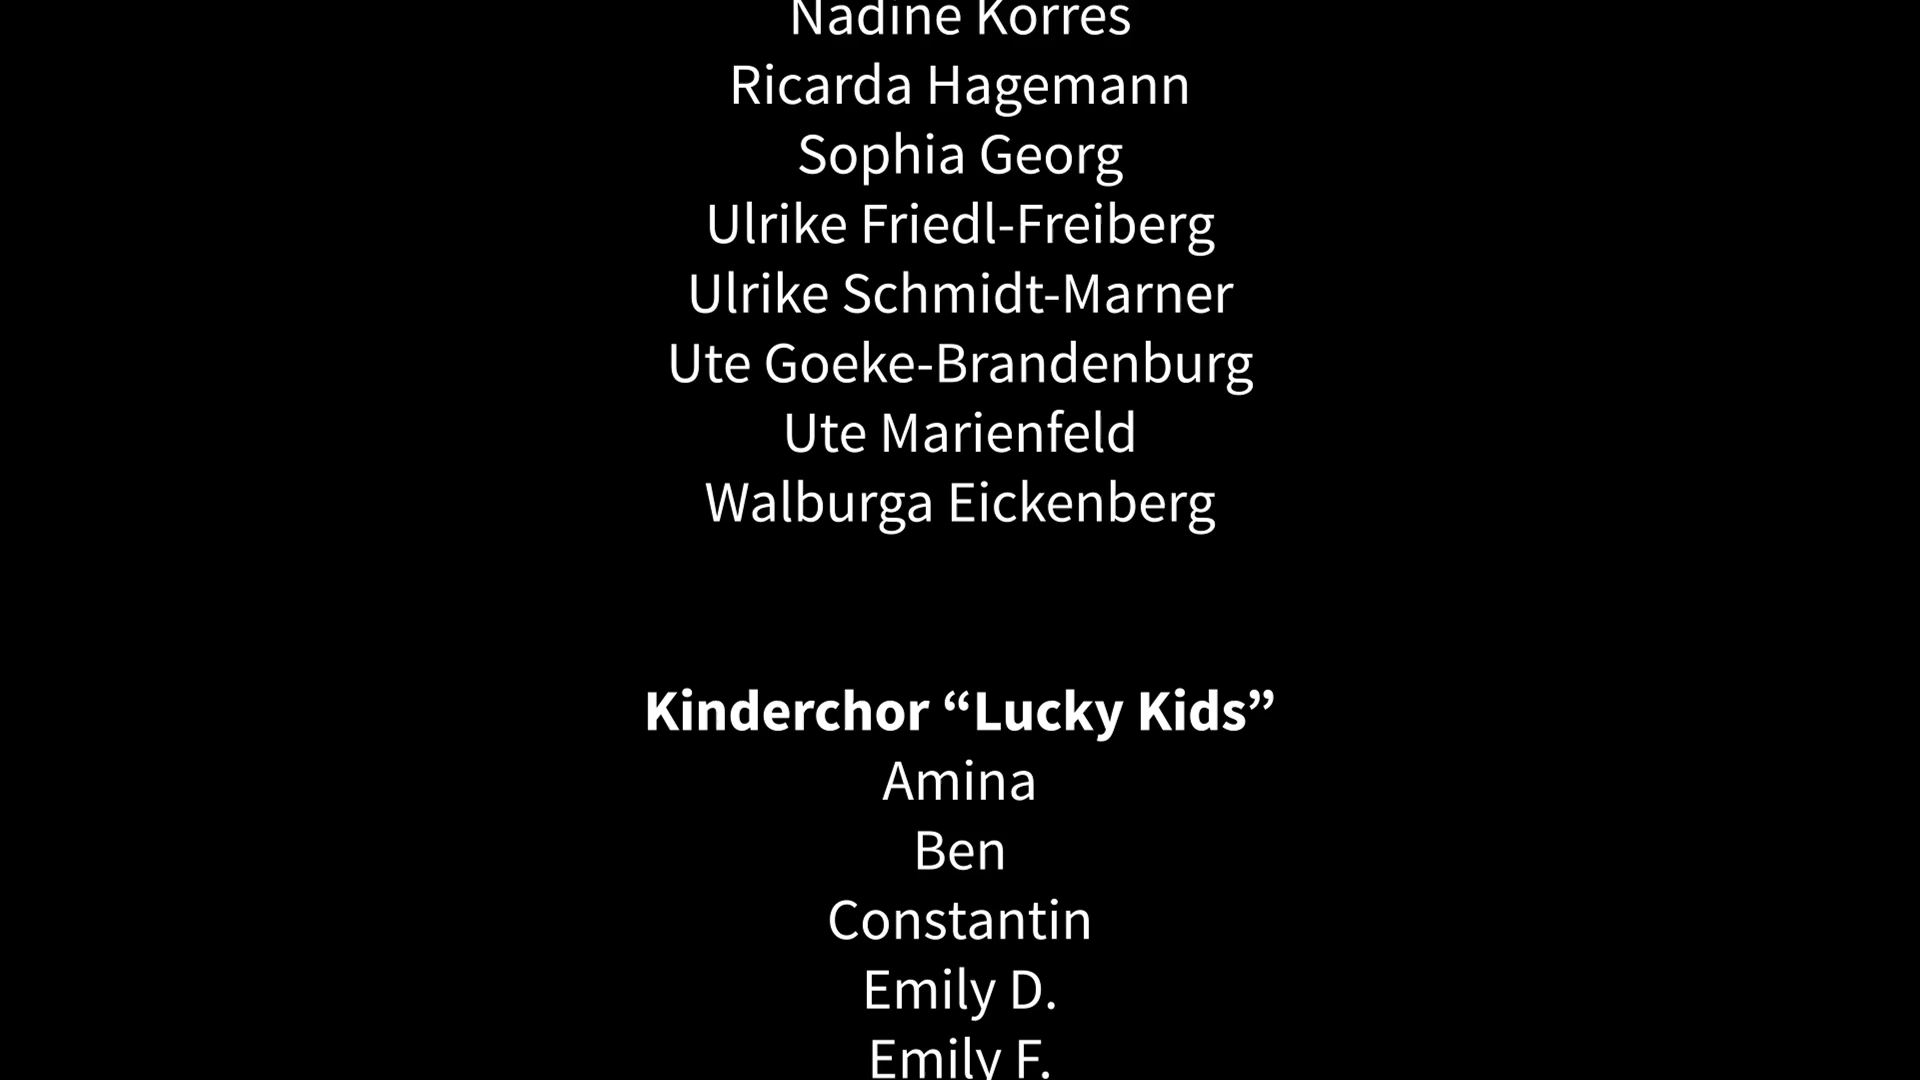 Nadine Korres
Ricarda Hagemann
Sophia Georg
Ulrike Friedl-Freiberg
Ulrike Schmidt-Marner
Ute Goeke-Brandenburg
Ute Marienfeld
Walburga Eickenberg
Kinderchor “Lucky Kids”
Amina
Ben
Constantin
Emily D.
Emily F.